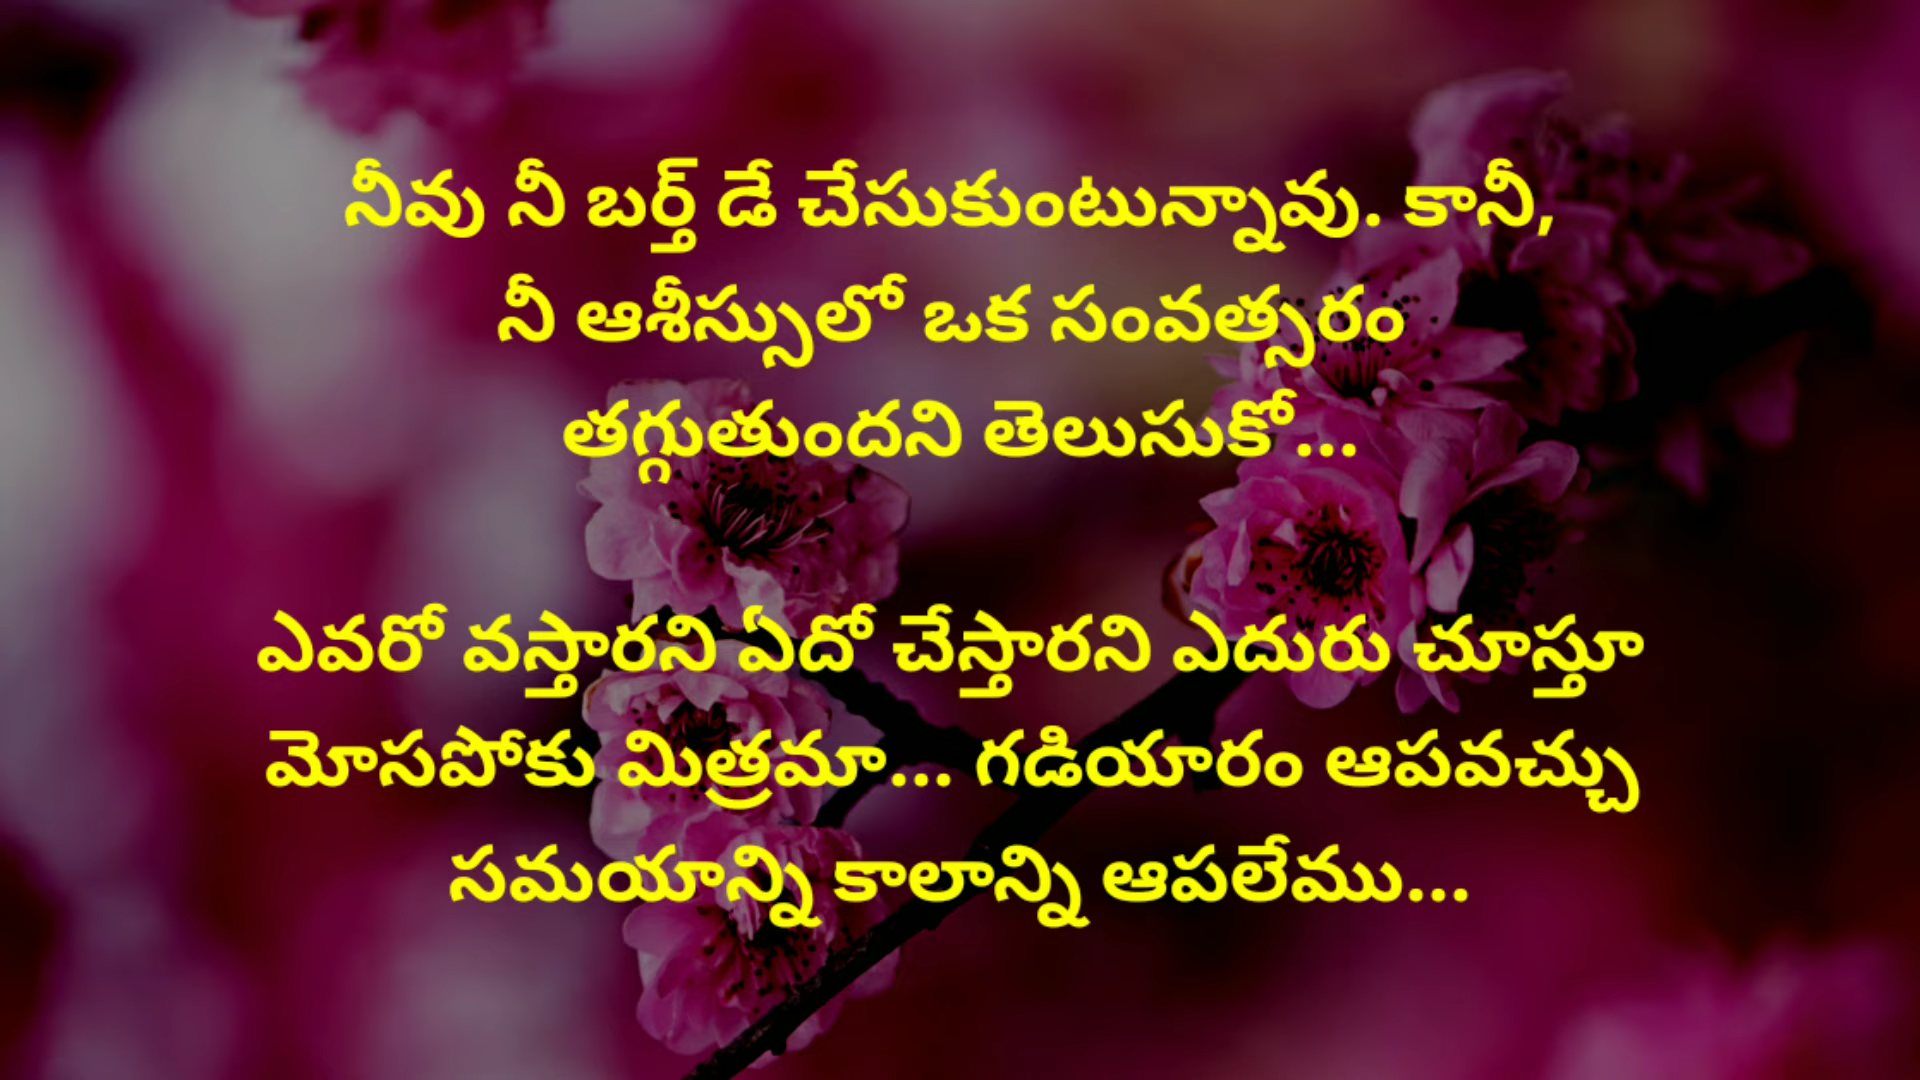 నీవు నీ బర్త్ డే చేసుకుంటున్నావు. కానీ,
నీ ఆశీస్సులో ఒక సంవత్సరం
తగ్గుతుందని తెలుసుకో...
ఎవరో వస్తారని ఏదో చేస్తారని ఎదురు చూస్తూ
మోసపోకు మిత్రమా... గడియారం ఆపవచ్చు
సమయాన్ని కాలాన్ని ఆపలేము...